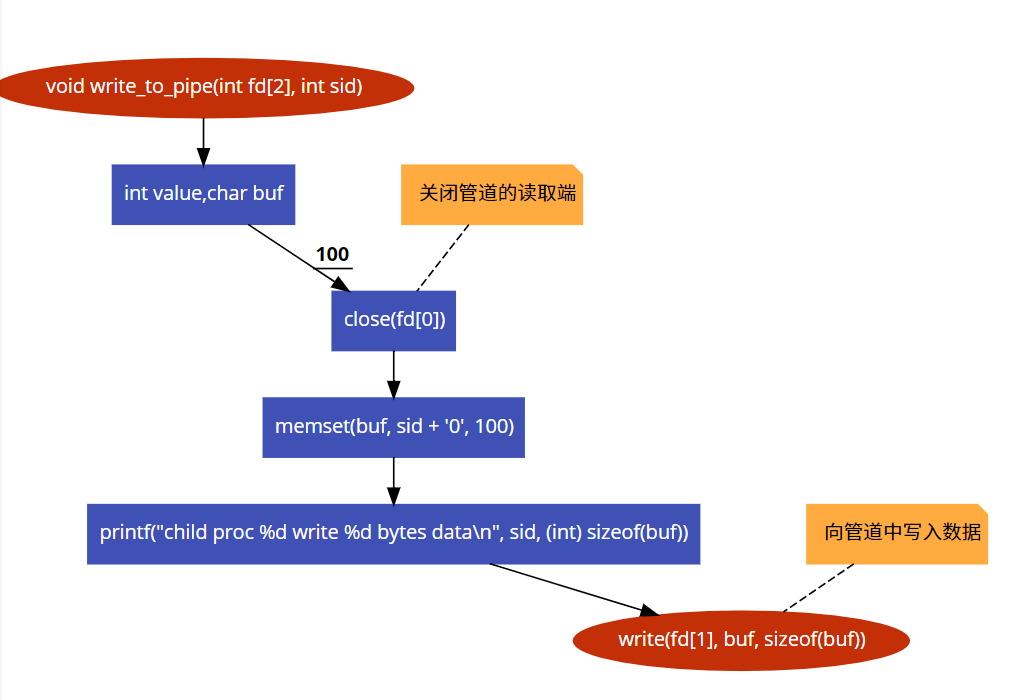 void write_to_pipe(int fd[2], int sid)
int value,char buf
关闭管道的读取端
100
close(fd[0])
memset(buf, sid + '0', 100)
printf("child proc %d write %d bytes data\n", sid, (int) sizeof(buf))
向管道中写入数据
write(fd[1], buf, sizeof(buf))